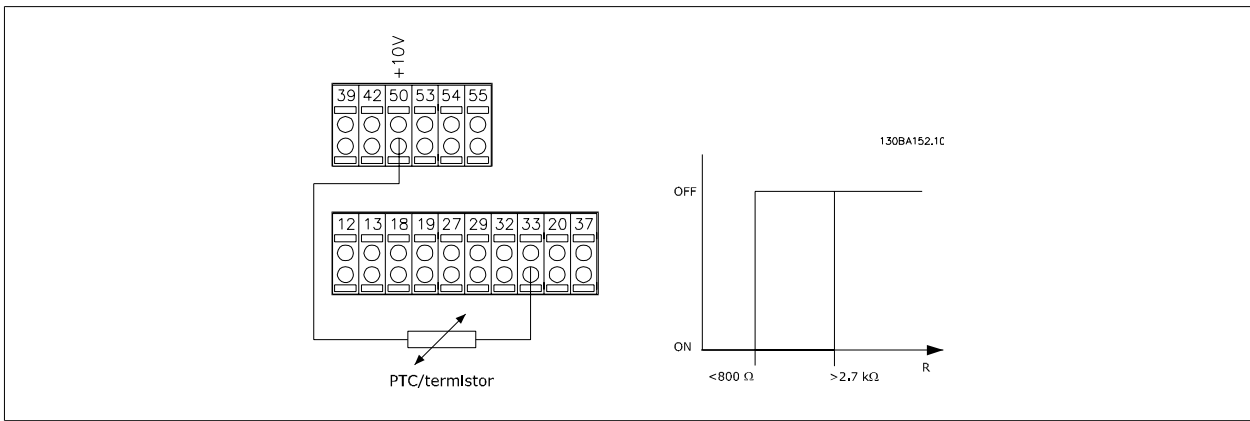 +10V
39 42 50 53 54 55
12 13 18 19 27 29 32 33 20 37
PTC/termistor
130BA152.10
OFF
ON
<800 Ω
>2.7 kΩ
R